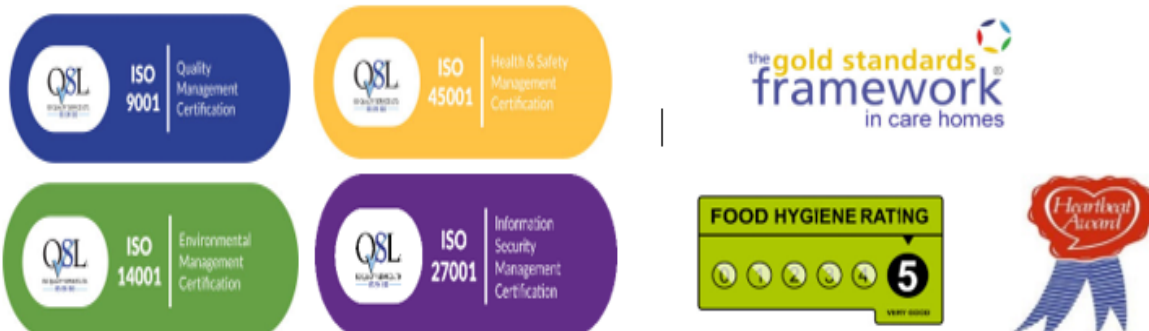 QSL
ISO
9001
Quality
Management
Certification
QSL
ISO
45001
Health & Safety
Management
Certification
the gold standards
framework®
in care homes
QSL
ISO
14001
Environmental
Management
Certification
QSL
ISO
27001
Information
Security
Management
Certification
FOOD HYGIENE RATING
0 1 2 3 4 5
VERY GOOD
Heartbeat
Award